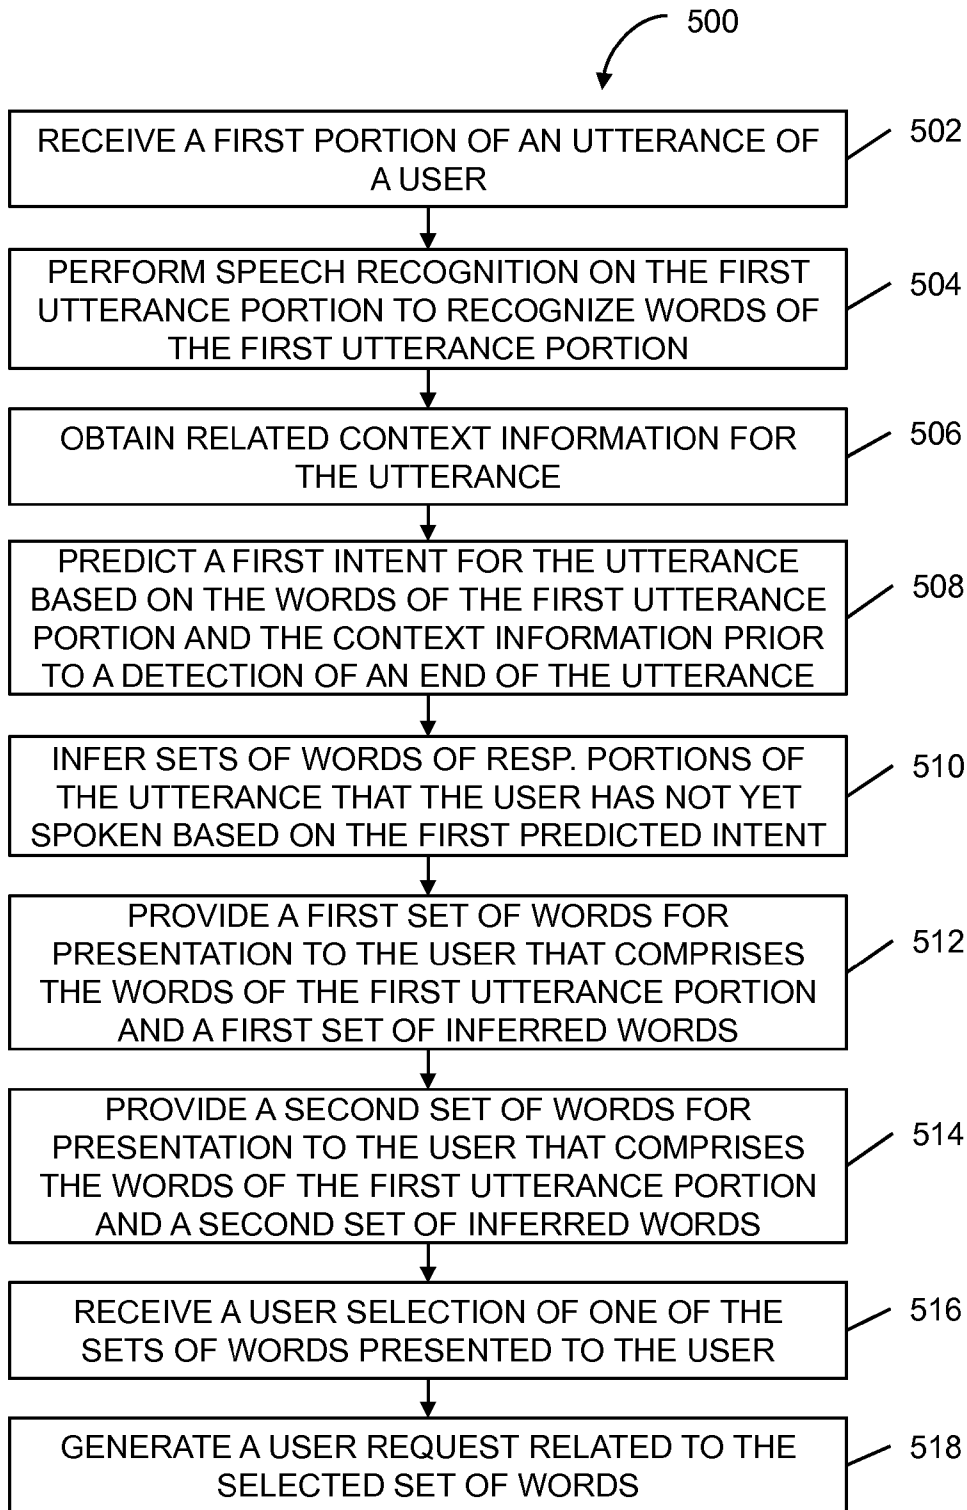 500
RECEIVE A FIRST PORTION OF AN UTTERANCE OF
A USER
502
PERFORM SPEECH RECOGNITION ON THE FIRST
UTTERANCE PORTION TO RECOGNIZE WORDS OF
THE FIRST UTTERANCE PORTION
504
OBTAIN RELATED CONTEXT INFORMATION FOR
THE UTTERANCE
506
PREDICT A FIRST INTENT FOR THE UTTERANCE
BASED ON THE WORDS OF THE FIRST UTTERANCE
PORTION AND THE CONTEXT INFORMATION PRIOR
TO A DETECTION OF AN END OF THE UTTERANCE
508
INFER SETS OF WORDS OF RESP. PORTIONS OF
THE UTTERANCE THAT THE USER HAS NOT YET
SPOKEN BASED ON THE FIRST PREDICTED INTENT
510
PROVIDE A FIRST SET OF WORDS FOR
PRESENTATION TO THE USER THAT COMPRISES
THE WORDS OF THE FIRST UTTERANCE PORTION
AND A FIRST SET OF INFERRED WORDS
512
PROVIDE A SECOND SET OF WORDS FOR
PRESENTATION TO THE USER THAT COMPRISES
THE WORDS OF THE FIRST UTTERANCE PORTION
AND A SECOND SET OF INFERRED WORDS
514
RECEIVE A USER SELECTION OF ONE OF THE
SETS OF WORDS PRESENTED TO THE USER
516
GENERATE A USER REQUEST RELATED TO THE
SELECTED SET OF WORDS
518